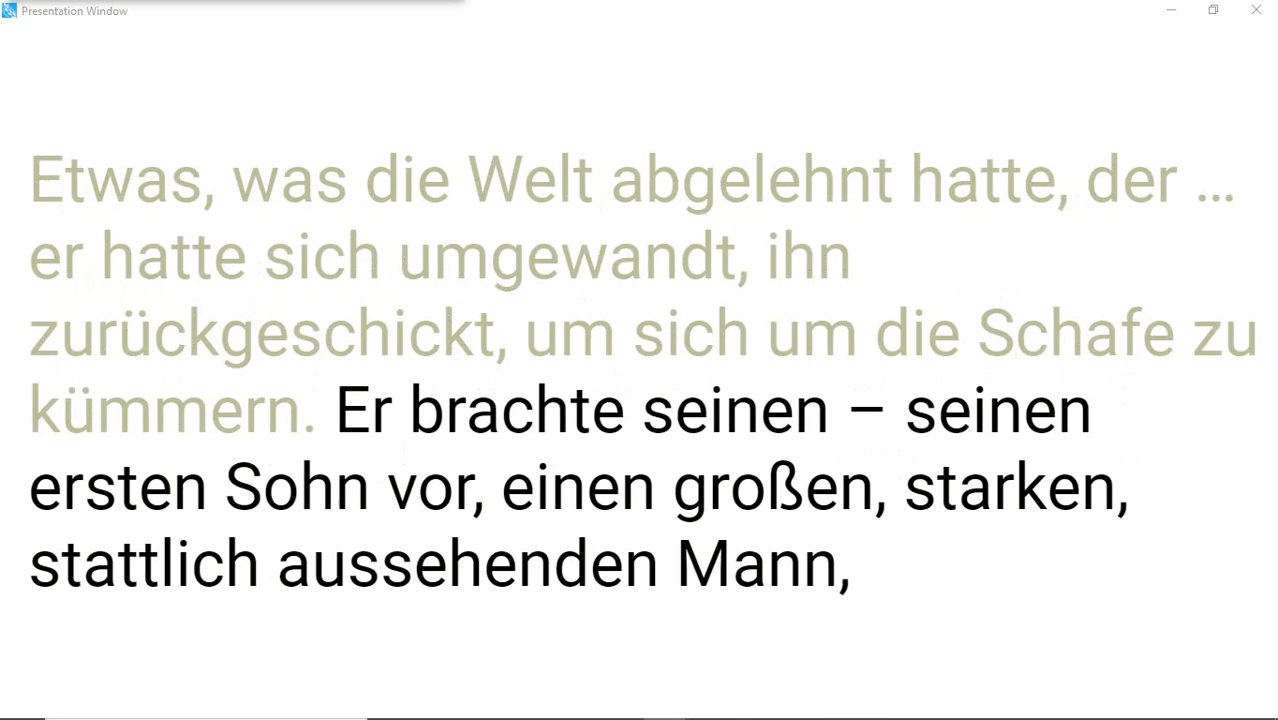 Presentation Window
Etwas, was die Welt abgelehnt hatte, der ...
er hatte sich umgewandt, ihn
zurückgeschickt, um sich um die Schafe zu
kümmern. Er brachte seinen – seinen
ersten Sohn vor, einen großen, starken,
stattlich aussehenden Mann,